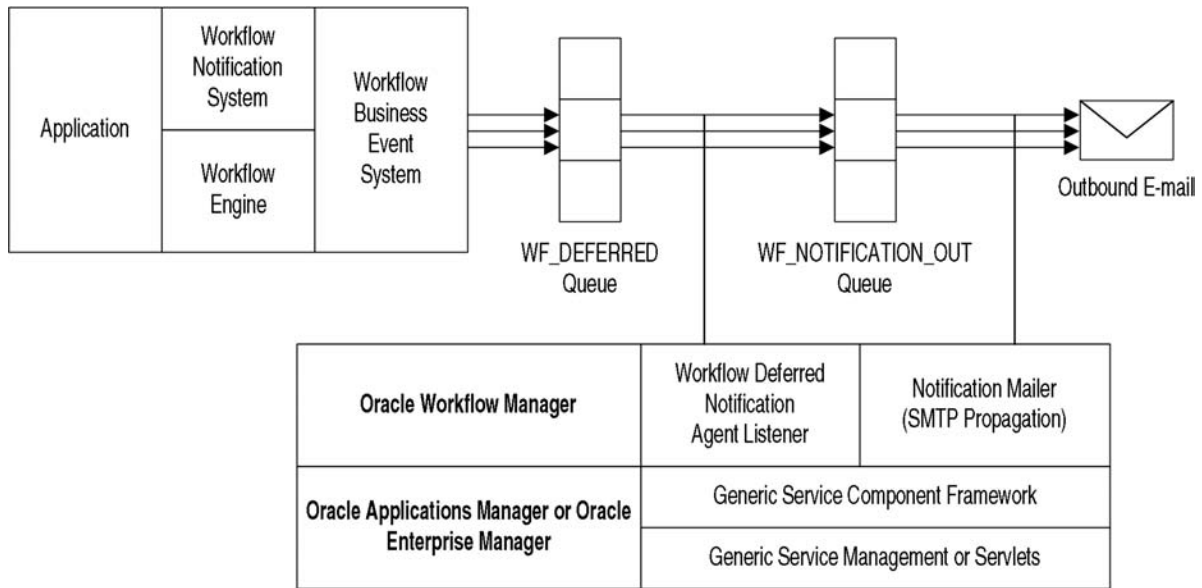 Application
Workflow
Notification
System
Workflow
Engine
Workflow
Business
Event
System
WF_DEFERRED
Queue
WF_NOTIFICATION_OUT
Queue
Outbound E-mail
Oracle Workflow Manager
Workflow Deferred
Notification
Agent Listener
Notification Mailer
(SMTP Propagation)
Oracle Applications Manager or Oracle
Enterprise Manager
Generic Service Component Framework
Generic Service Management or Servlets